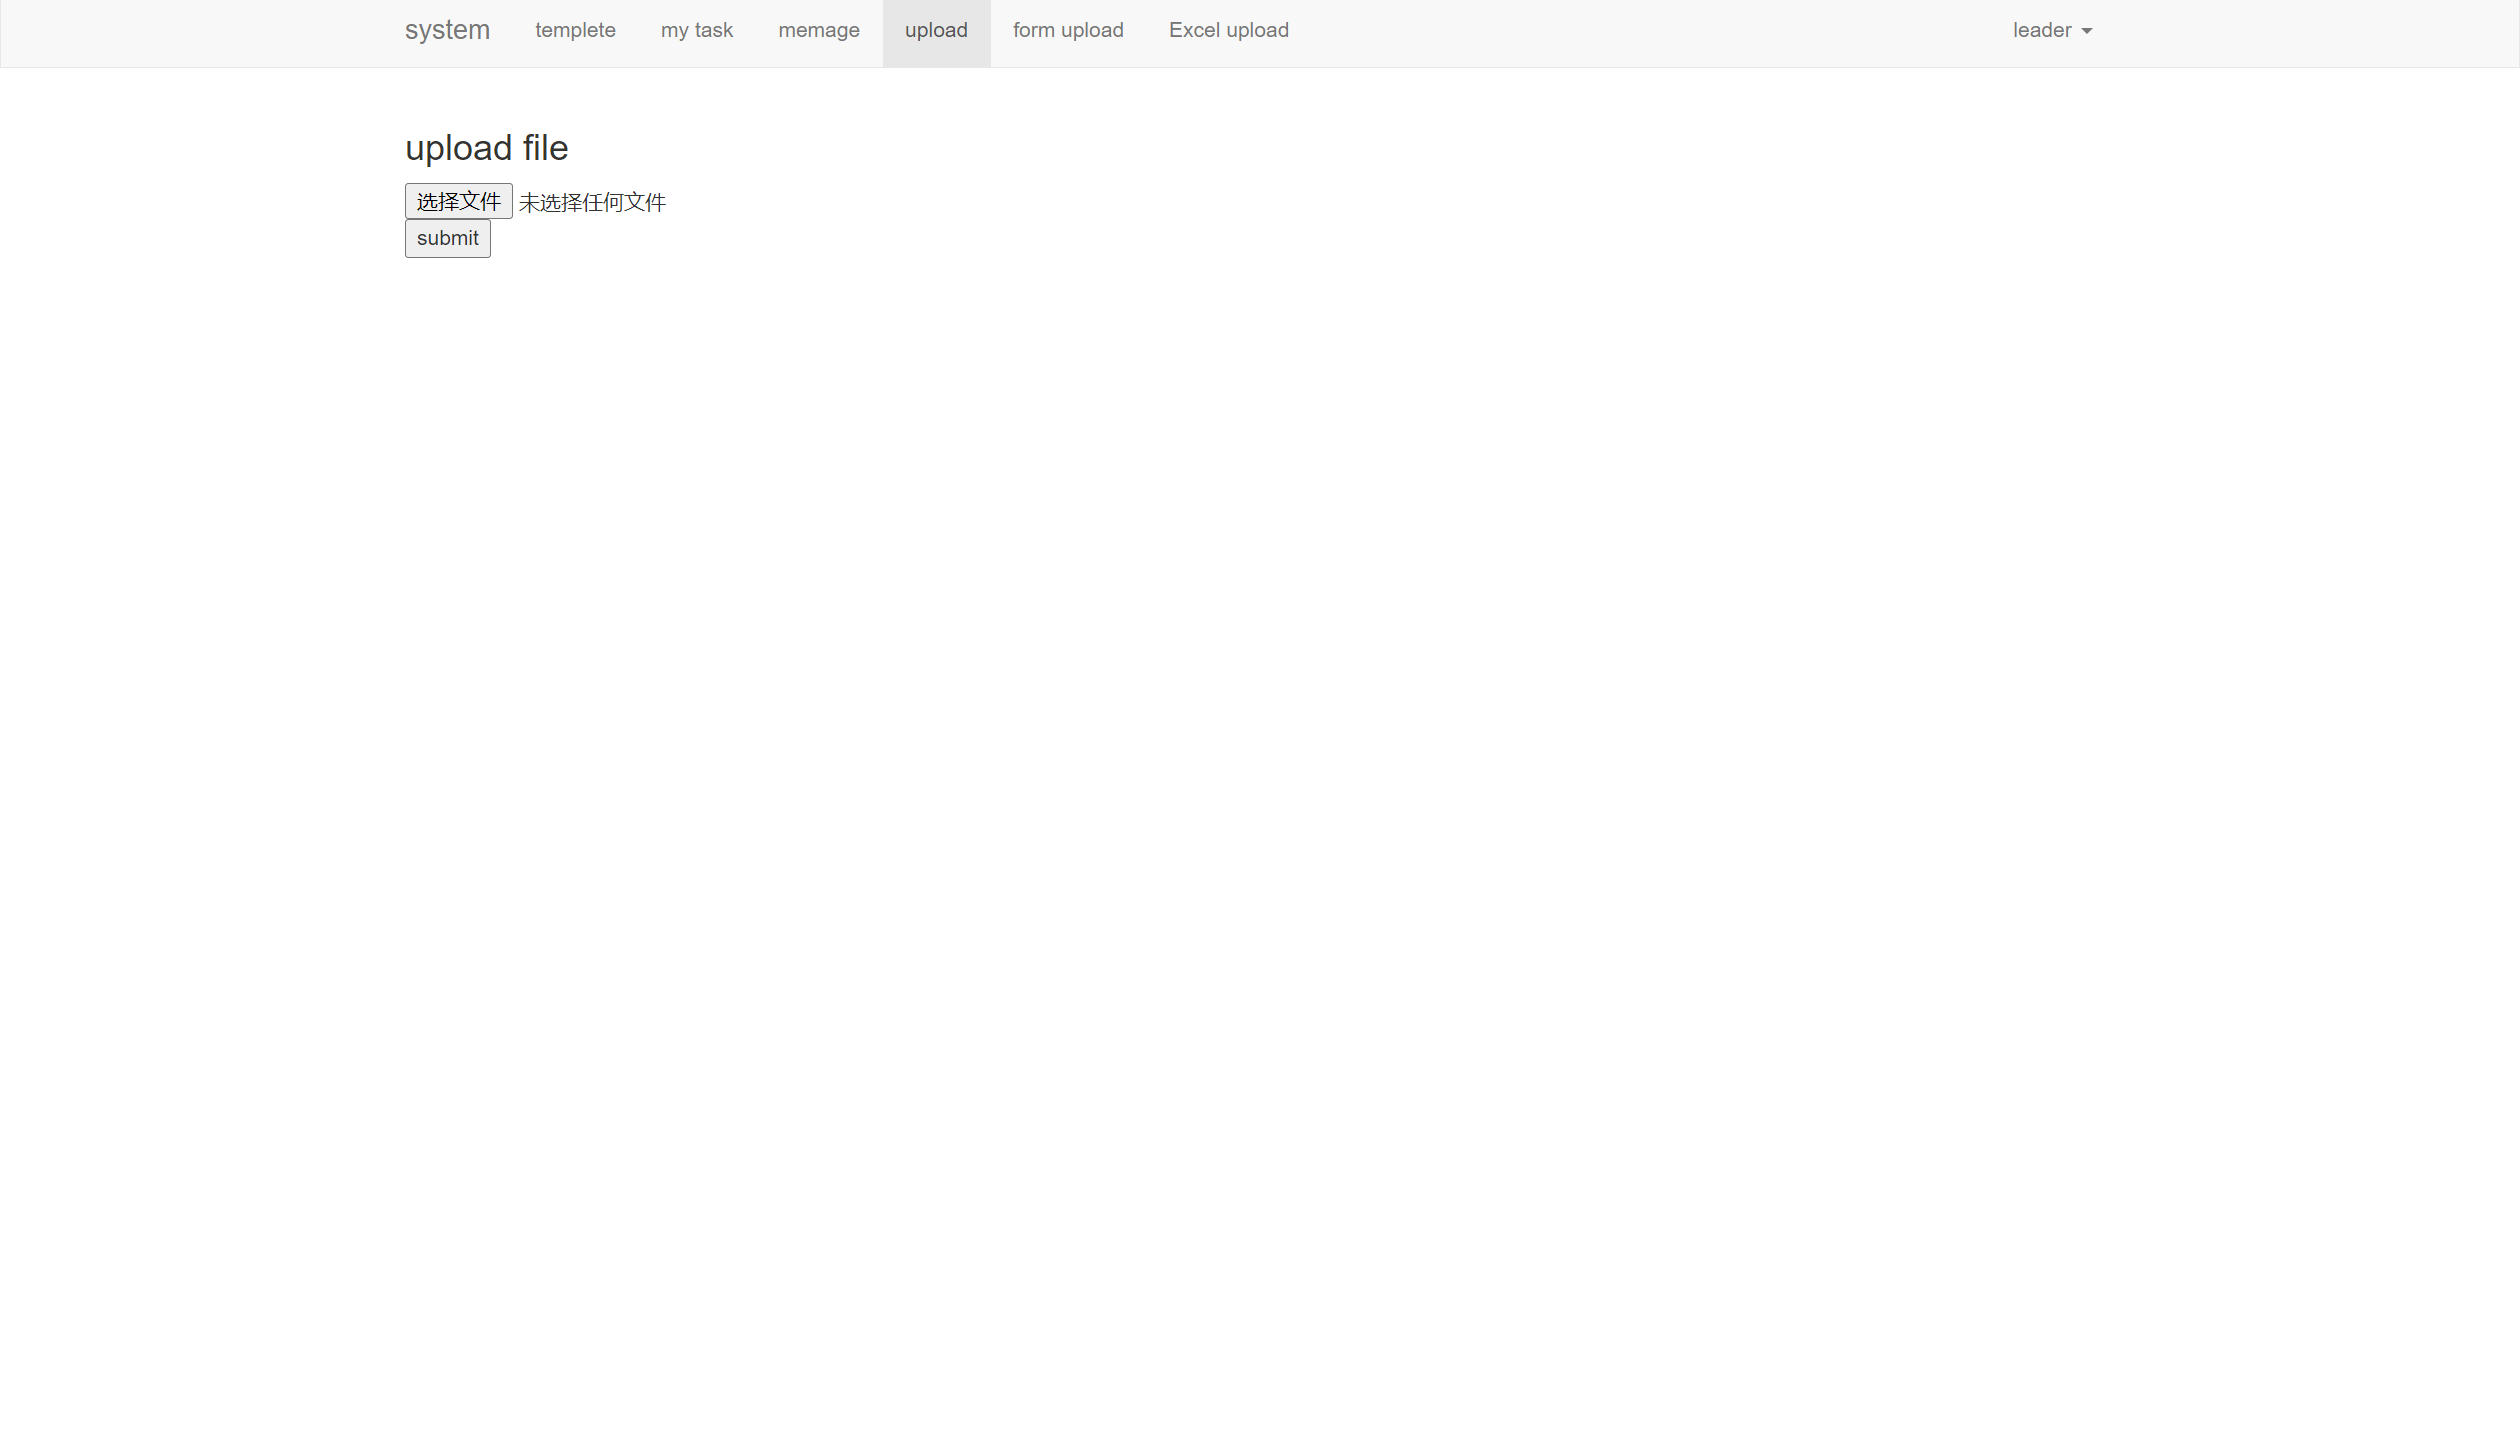 system templete my task memage upload form upload Excel upload leader
upload file
选择文件 未选择任何文件
submit